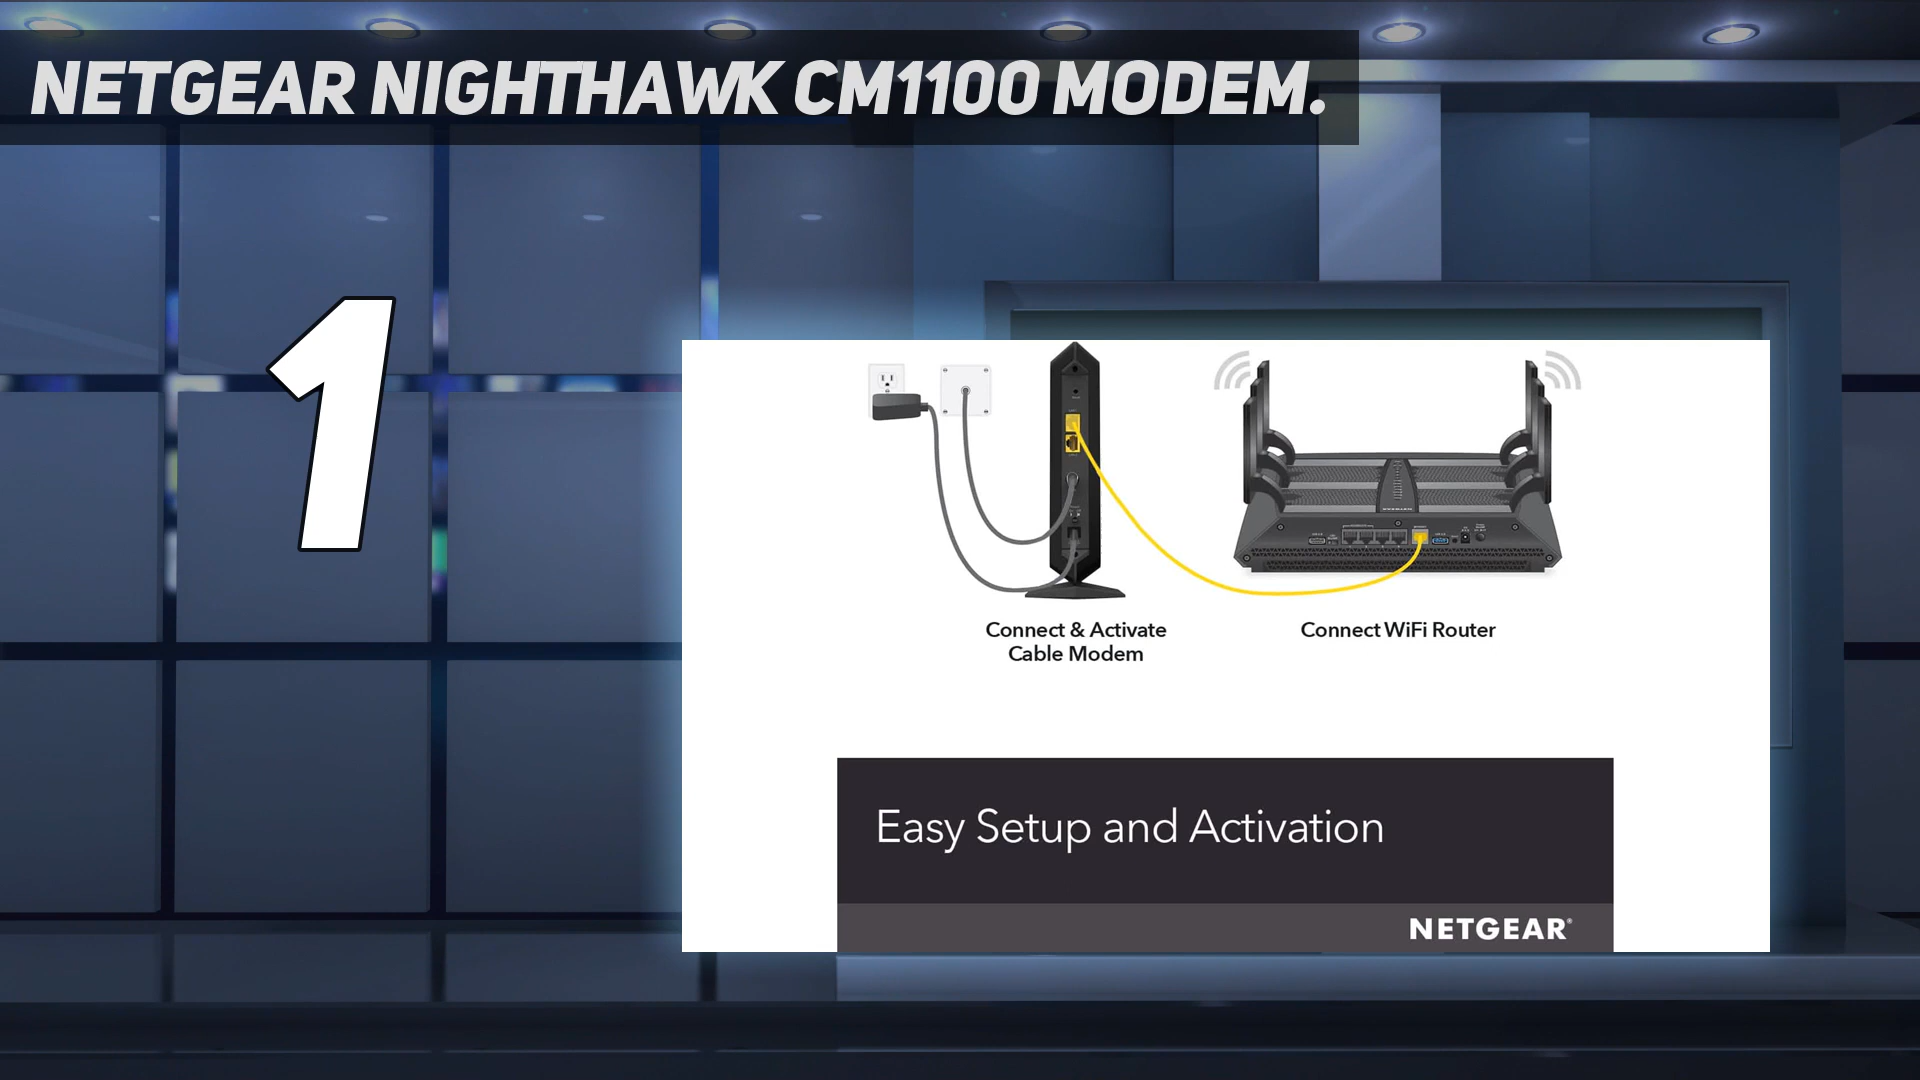 NETGEAR NIGHTHAWK CM1100 MODEM.
1
Connect & Activate
Cable Modem
Connect WiFi Router
Easy Setup and Activation
NETGEAR®